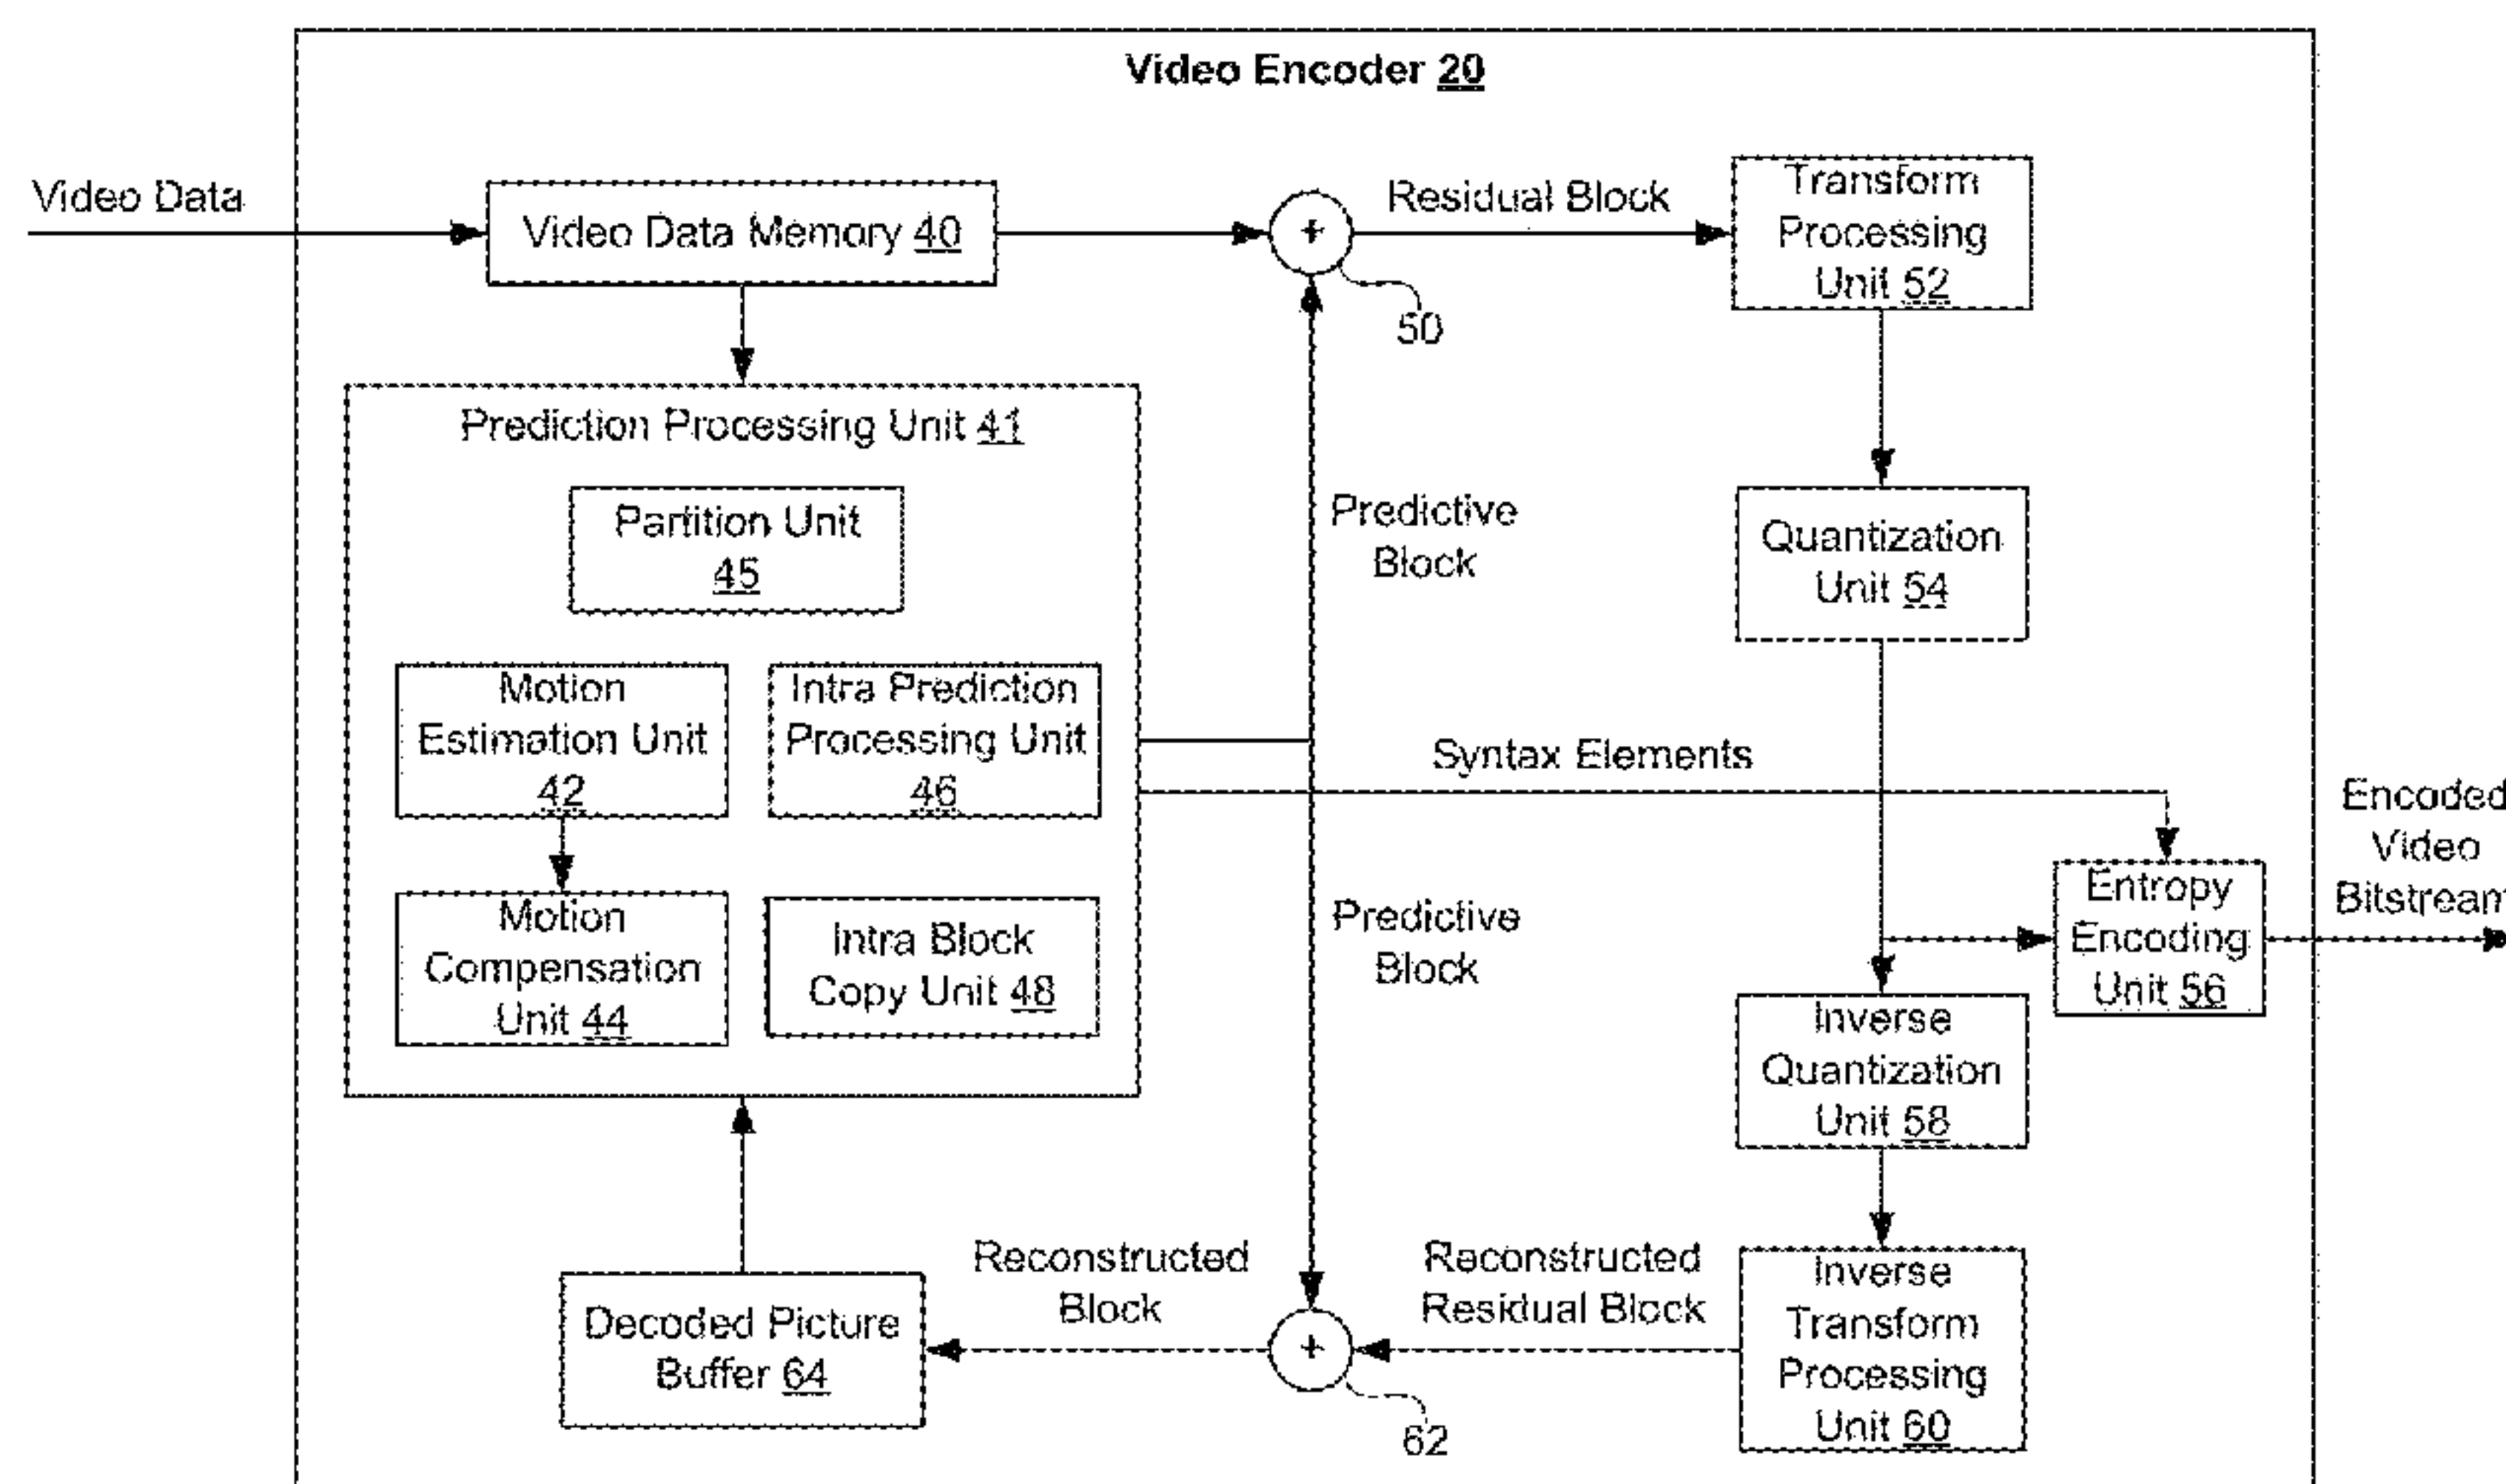 Video Encoder 20
Video Data
Video Data Memory 40
Residual Block
Transform
Processing
Unit 52
50
Prediction Processing Unit 41
Partition Unit
45
Predictive
Block
Quantization
Unit 54
Motion
Estimation Unit
42
Intra Prediction
Processing Unit
46
Syntax Elements
Encoded
Video
Bitstream
Entropy
Encoding
Unit 56
Motion
Compensation
Unit 44
Intra Block
Copy Unit 48
Predictive
Block
Inverse
Quantization
Unit 58
Decoded Picture
Buffer 64
Reconstructed
Block
Reconstructed
Residual Block
Inverse
Transform
Processing
Unit 60
62